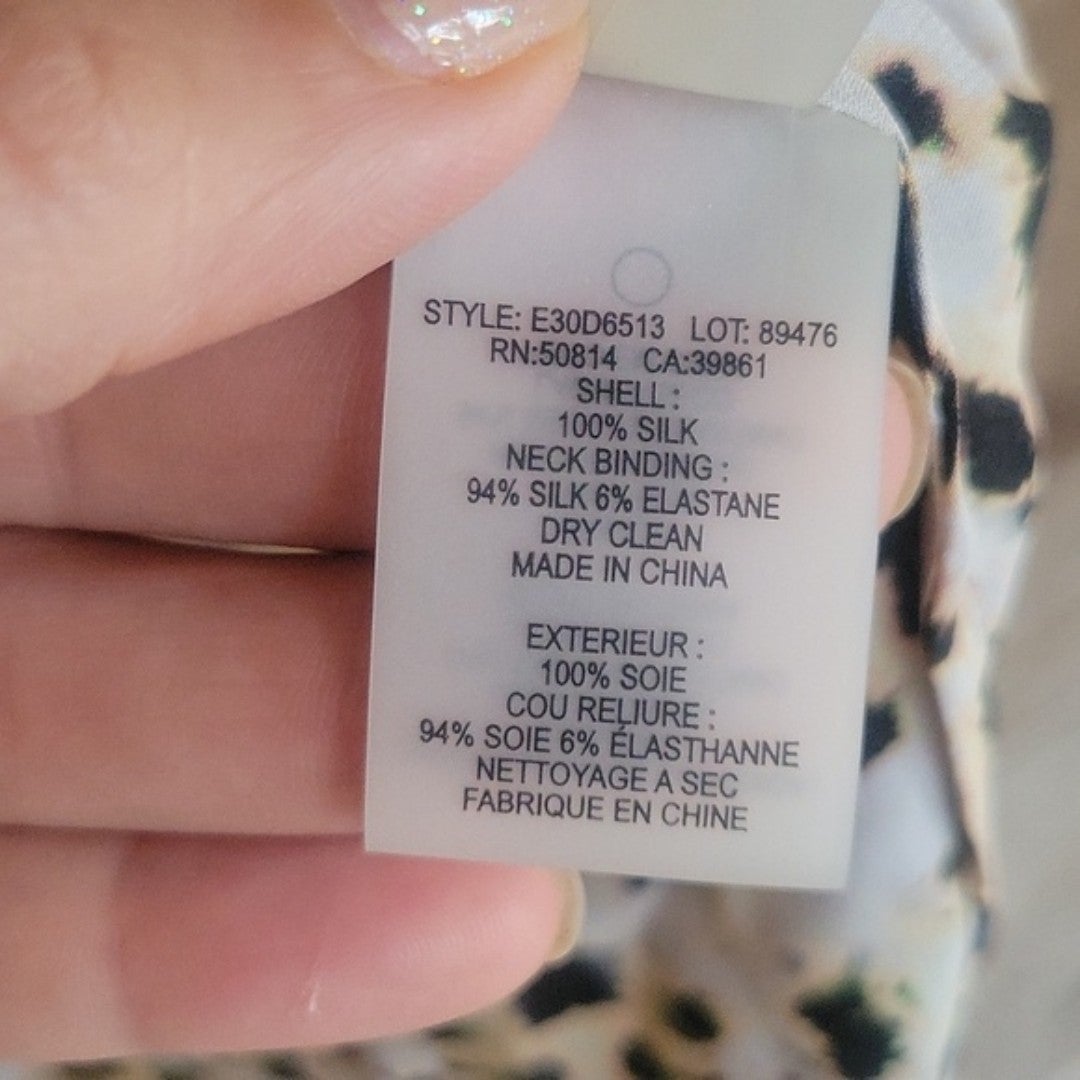 STYLE: E30D6513 LOT: 89476
RN:50814 CA:39861
SHELL :
100% SILK
NECK BINDING :
94% SILK 6% ELASTANE
DRY CLEAN
MADE IN CHINA
EXTERIEUR :
100% SOIE
COU RELIURE :
94% SOIE 6% ÉLASTHANNE
NETTOYAGE A SEC
FABRIQUE EN CHINE